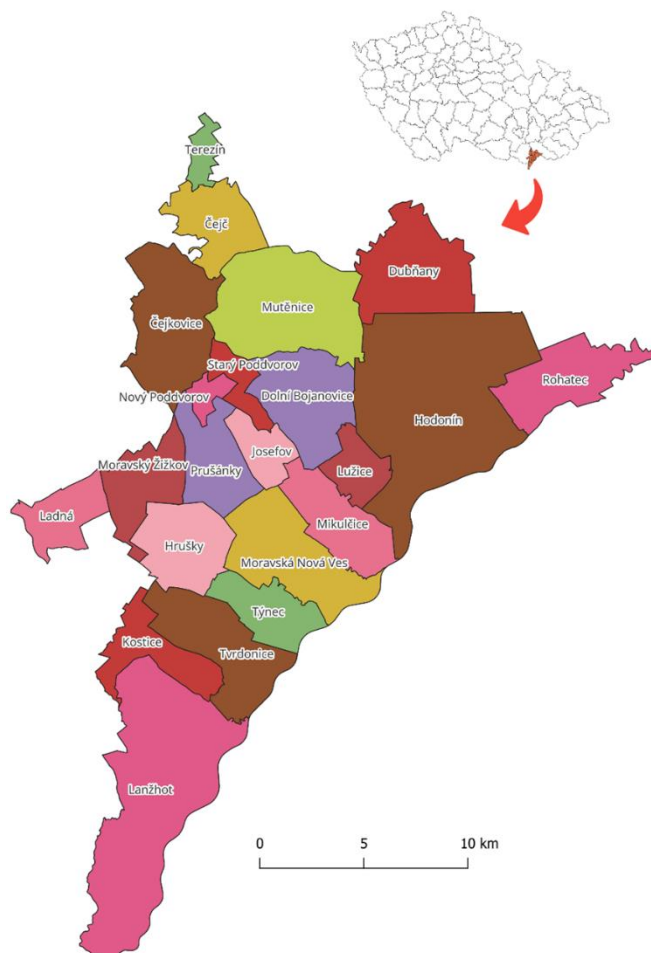 Terezín
Čejč
Dubňany
Mutěnice
Čejkovice
Starý Poddvorov
Rohatec
Nový Poddvorov
Dolní Bojanovice
Hodonín
Josefov
Moravský Žižkov
Prušánky
Lužice
Ladná
Mikulčice
Hrušky
Moravská Nová Ves
Týnec
Kostice
Tvrdonice
Lanžhot
0 5 10 km